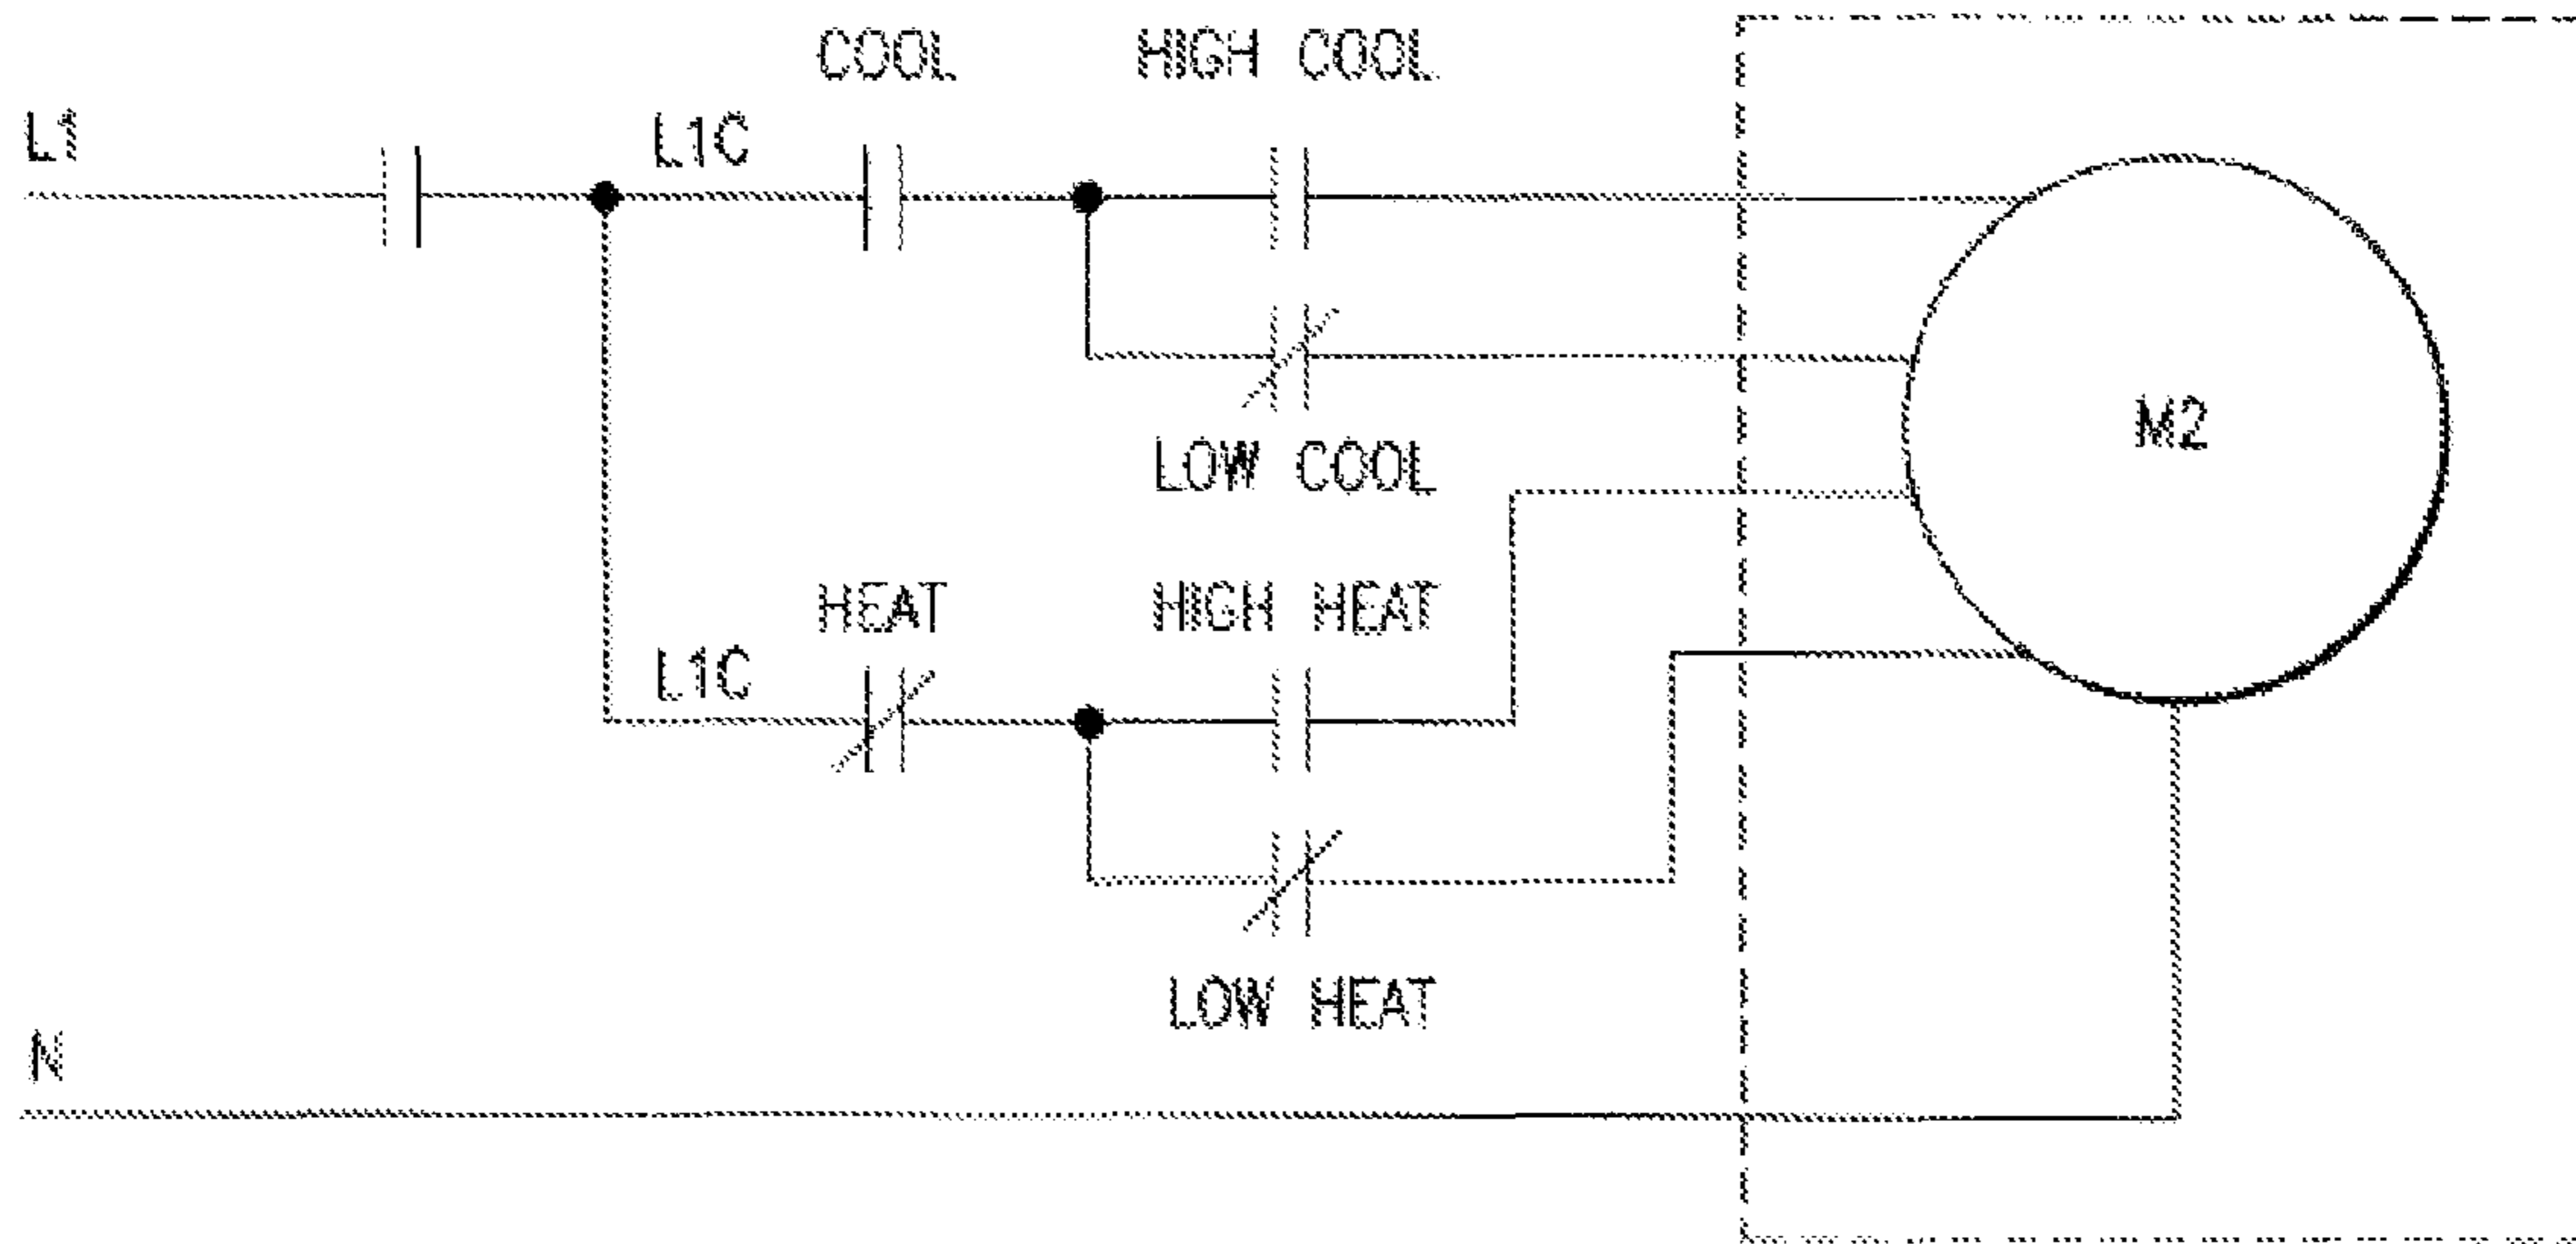 COOL HIGH COOL
L1
L1C
M2
LOW COOL
HEAT HIGH HEAT
L1C
LOW HEAT
N